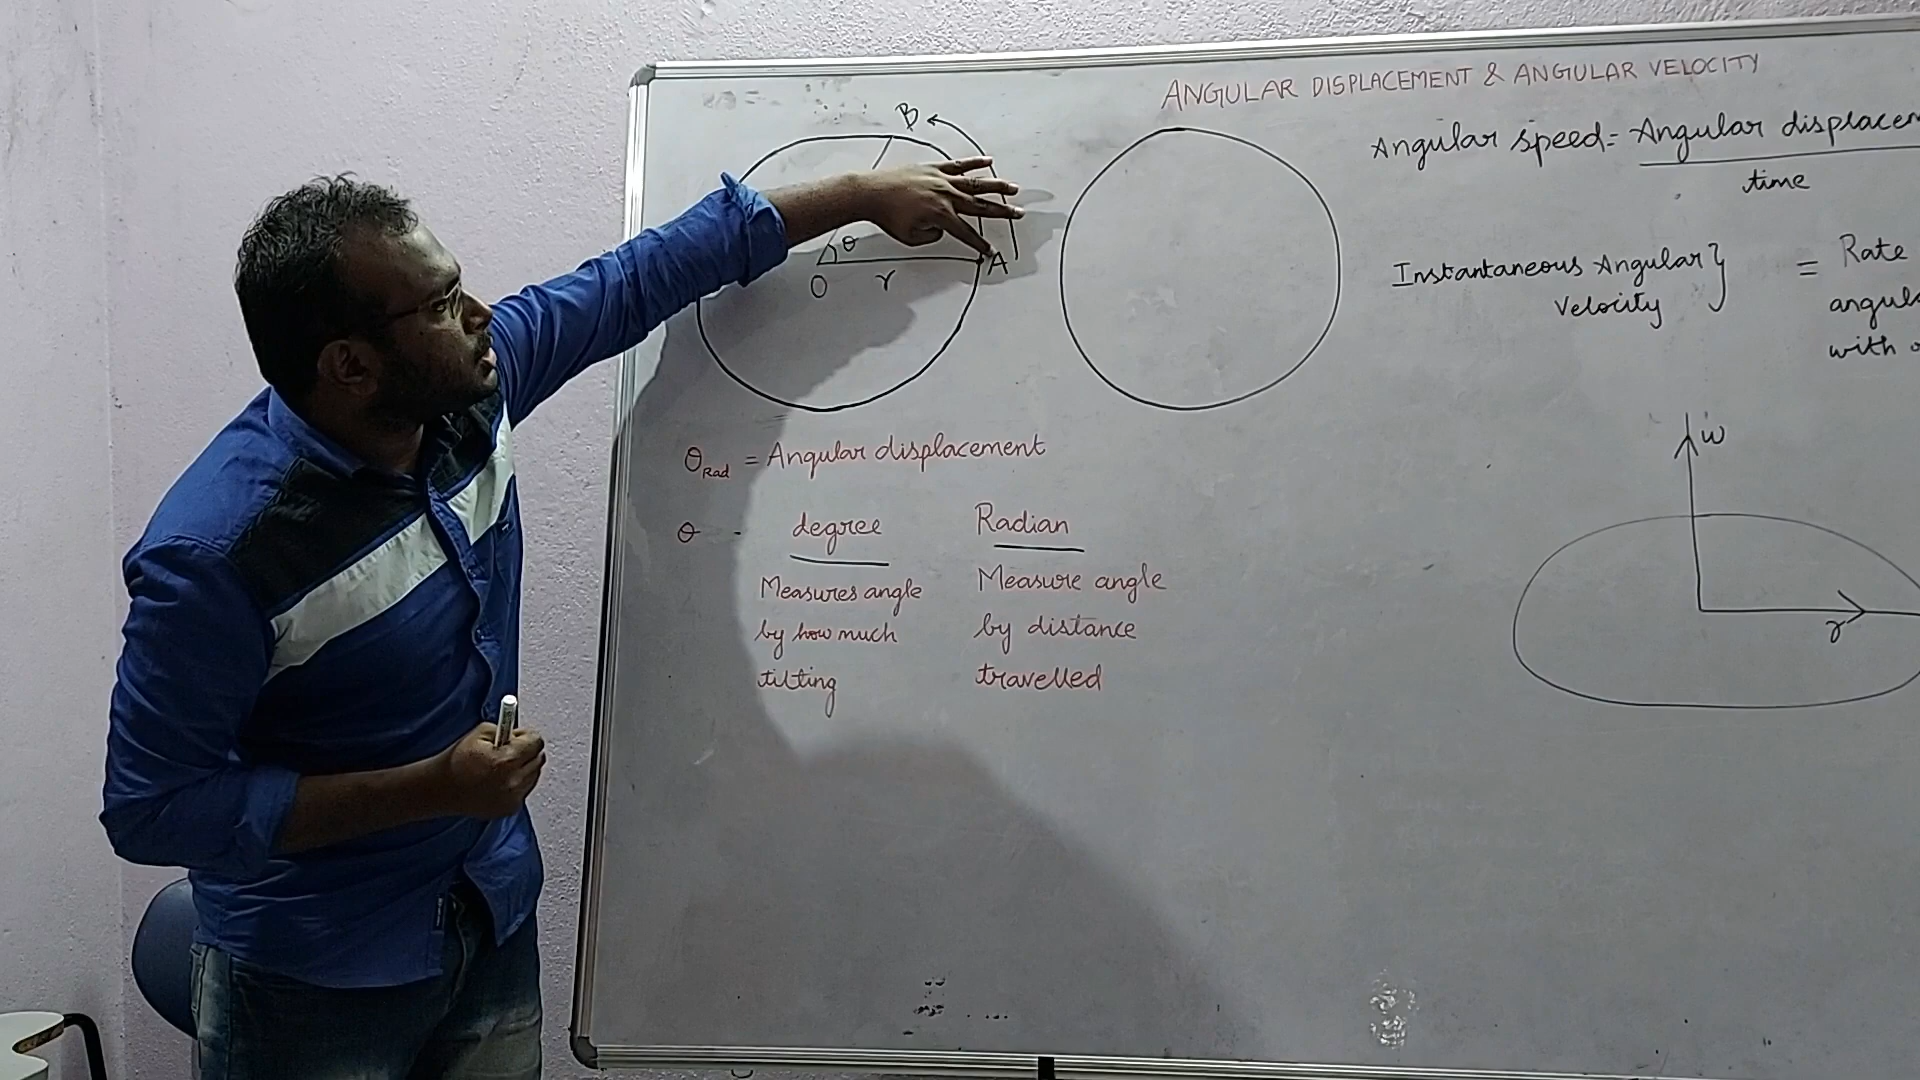 ANGULAR DISPLACEMENT & ANGULAR VELOCITY
B
θ
O
r
A
Angular speed = Angular displacem
time
Instantaneous Angular } = Rate
Velocity
angul
with
θRad = Angular displacement
θ - degree Radian
Measures angle
by how much
tilting
Measure angle
by distance
travelled
ω
r